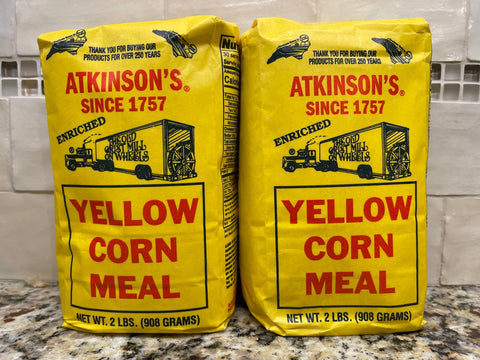 THANK YOU FOR BUYING OUR
PRODUCTS FOR OVER 250 YEARS
ATKINSON'S®
SINCE 1757
ENRICHED
YELLOW
CORN
MEAL
NET WT. 2 LBS. (908 GRAMS)
THANK YOU FOR BUYING OUR
PRODUCTS FOR OVER 250 YEARS
ATKINSON'S®
SINCE 1757
ENRICHED
YELLOW
CORN
MEAL
NET WT. 2 LBS. (908 GRAMS)